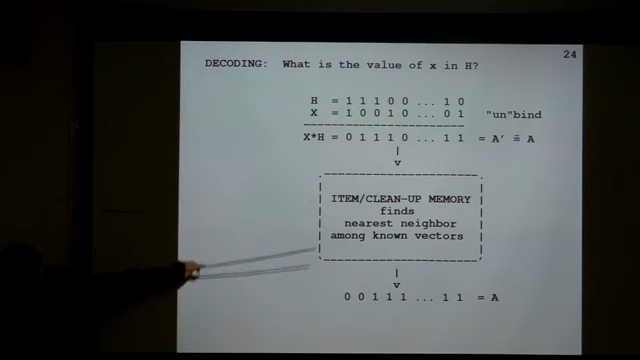 24
DECODING: What is the value of x in H?
H = 1 1 1 0 0 ... 1 0
X = 1 0 0 1 0 ... 0 1 "un"bind
X*H = 0 1 1 1 0 ... 1 1 = A' ≅ A
|
v
ITEM/CLEAN-UP MEMORY
finds
nearest neighbor
among known vectors
|
v
0 0 1 1 1 ... 1 1 = A